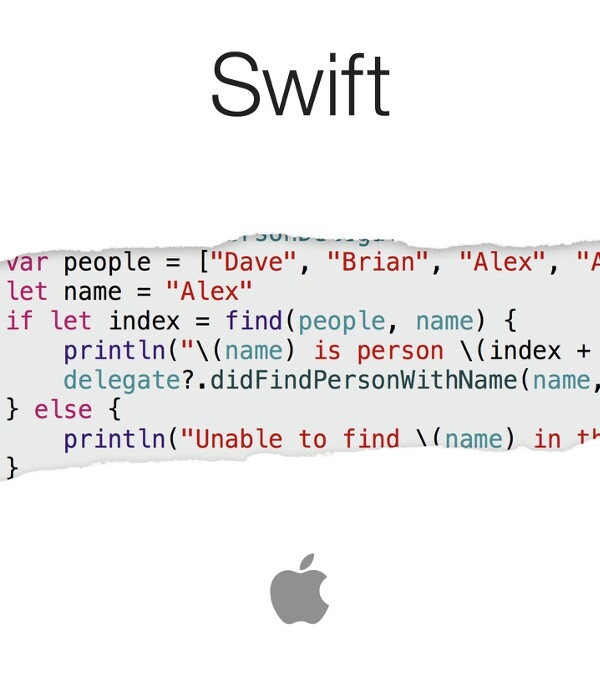 Swift
var people = ["Dave", "Brian", "Alex", "A
let name = "Alex"
if let index = find(people, name) {
    println("\(name) is person \(index +
    delegate?.didFindPersonWithName(name,
} else {
    println("Unable to find \(name) in th
}